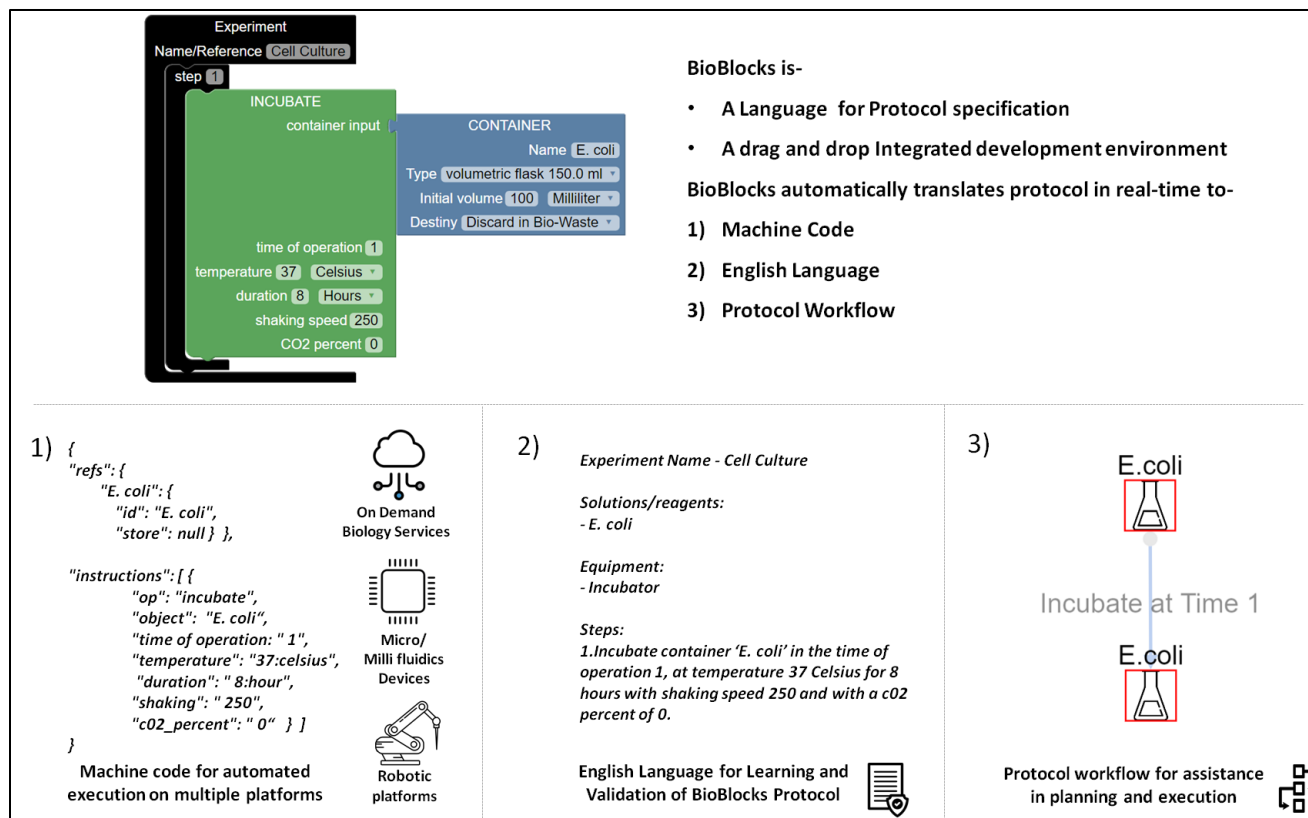 Experiment
Name/Reference Cell Culture
step 1
INCUBATE
container input
CONTAINER
Name E. coli
Type volumetric flask 150.0 ml
Initial volume 100 Milliliter
Destiny Discard in Bio-Waste
time of operation 1
temperature 37 Celsius
duration 8 Hours
shaking speed 250
CO2 percent 0
BioBlocks is-
• A Language for Protocol specification
• A drag and drop Integrated development environment
BioBlocks automatically translates protocol in real-time to-
1) Machine Code
2) English Language
3) Protocol Workflow
1)
{
"refs": {
"E. coli": {
"id": "E. coli",
"store": null } },
"instructions": [ {
"op": "incubate",
"object": "E. coli“,
"time of operation: " 1",
"temperature": "37:celsius",
"duration": " 8:hour",
"shaking": " 250",
"c02_percent": " 0“ } ]
}
On Demand
Biology Services
Micro/
Milli fluidics
Devices
Robotic
platforms
Machine code for automated
execution on multiple platforms
2)
Experiment Name - Cell Culture
Solutions/reagents:
- E. coli
Equipment:
- Incubator
Steps:
1.Incubate container ‘E. coli’ in the time of
operation 1, at temperature 37 Celsius for 8
hours with shaking speed 250 and with a c02
percent of 0.
English Language for Learning and
Validation of BioBlocks Protocol
3)
E.coli
Incubate at Time 1
E.coli
Protocol workflow for assistance
in planning and execution